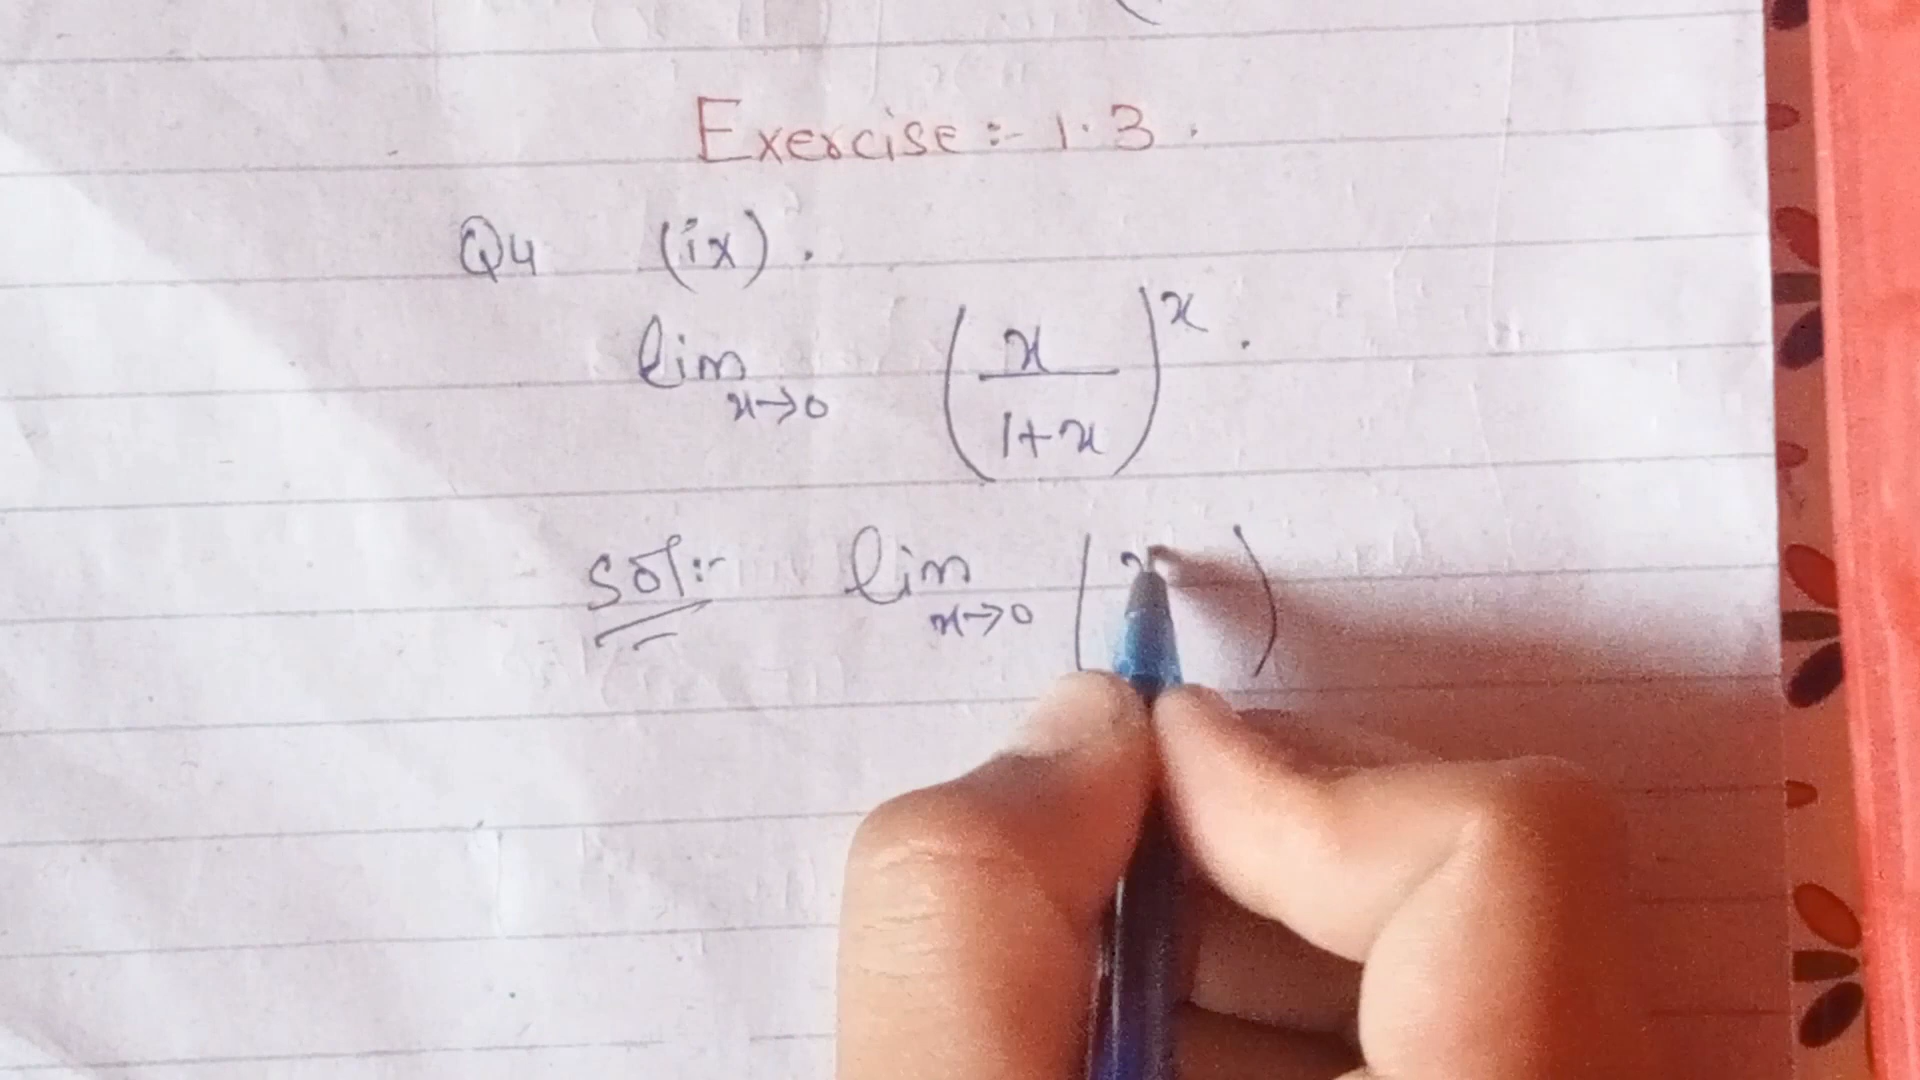 Exercise :- 1.3.
Q4 (ix).
lim x→0 (x/1+x)^x.
Sol:- lim x→0 (x)